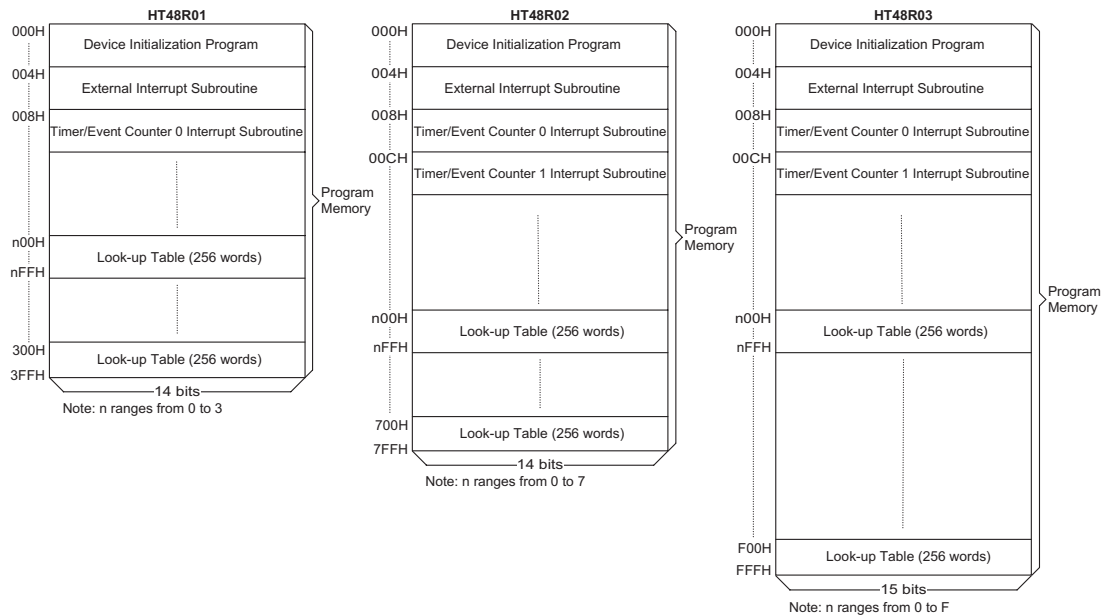 HT48R01
000H
Device Initialization Program
004H
External Interrupt Subroutine
008H
Timer/Event Counter 0 Interrupt Subroutine
Program
Memory
n00H
Look-up Table (256 words)
nFFH
300H
Look-up Table (256 words)
3FFH
14 bits
Note: n ranges from 0 to 3
HT48R02
000H
Device Initialization Program
004H
External Interrupt Subroutine
008H
Timer/Event Counter 0 Interrupt Subroutine
00CH
Timer/Event Counter 1 Interrupt Subroutine
Program
Memory
n00H
Look-up Table (256 words)
nFFH
700H
Look-up Table (256 words)
7FFH
14 bits
Note: n ranges from 0 to 7
HT48R03
000H
Device Initialization Program
004H
External Interrupt Subroutine
008H
Timer/Event Counter 0 Interrupt Subroutine
00CH
Timer/Event Counter 1 Interrupt Subroutine
Program
Memory
n00H
Look-up Table (256 words)
nFFH
F00H
Look-up Table (256 words)
FFFH
15 bits
Note: n ranges from 0 to F